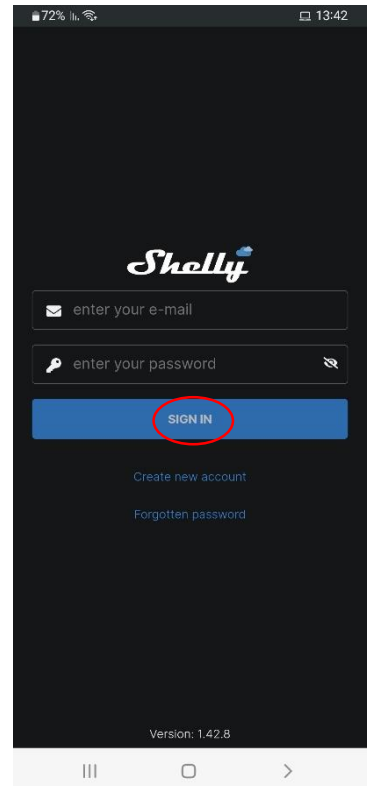 72% 13:42
Shelly
enter your e-mail
enter your password
SIGN IN
Create new account
Forgotten password
Version: 1.42.8